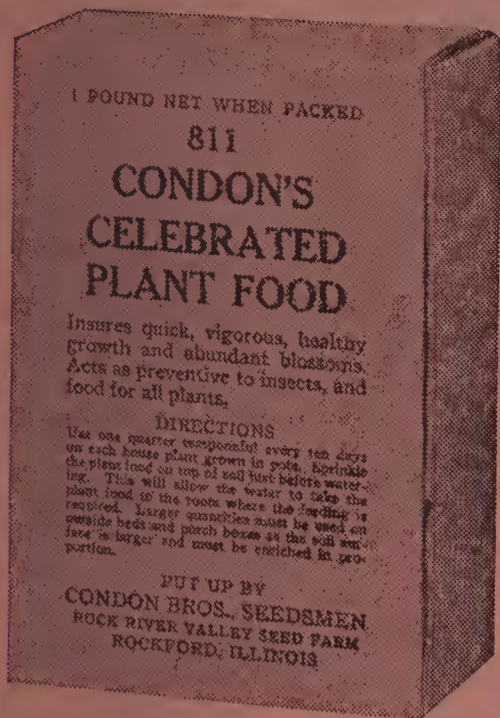 1 POUND NET WHEN PACKED
811
CONDON'S
CELEBRATED
PLANT FOOD
Insures quick, vigorous, healthy
growth and abundant blossoms.
Acts as preventive to insects, and
food for all plants.
DIRECTIONS
Use one quarter teaspoonful every ten days
on each house plant grown in pots. Sprinkle
the plant food on top of soil just before water-
ing. This will allow the water to take the
plant food to the roots where the feeding is
required. Larger quantities must be used on
outside beds and porch boxes as the soil sur-
face is larger and must be enriched in pro-
portion.
PUT UP BY
CONDON BROS., SEEDSMEN
ROCK RIVER VALLEY SEED FARM
ROCKFORD, ILLINOIS